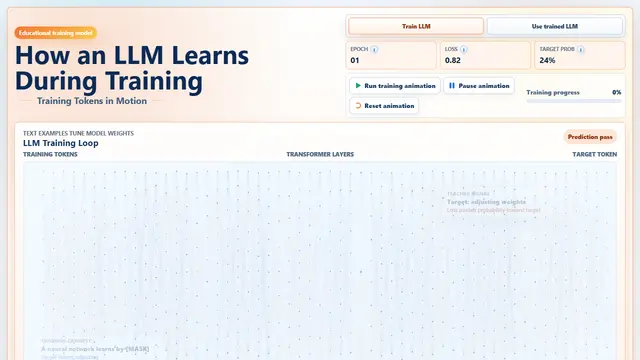 Educational training model
How an LLM Learns
During Training
Training Tokens in Motion
Train LLM
Use trained LLM
EPOCH i
01
LOSS i
0.82
TARGET PROB i
24%
Run training animation
Pause animation
Reset animation
Training progress 0%
TEXT EXAMPLES TUNE MODEL WEIGHTS
LLM Training Loop
Prediction pass
TRAINING TOKENS
TRANSFORMER LAYERS
TARGET TOKEN
Target: adjusting weights
A neural network learns by [MASK]